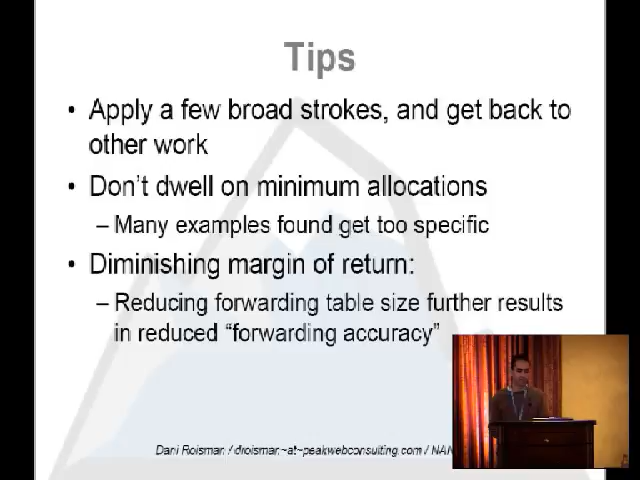 Tips
• Apply a few broad strokes, and get back to
other work
• Don't dwell on minimum allocations
– Many examples found get too specific
• Diminishing margin of return:
– Reducing forwarding table size further results
in reduced “forwarding accuracy”
Dani Roisman / droisman~at~peakwebconsulting.com / NAN